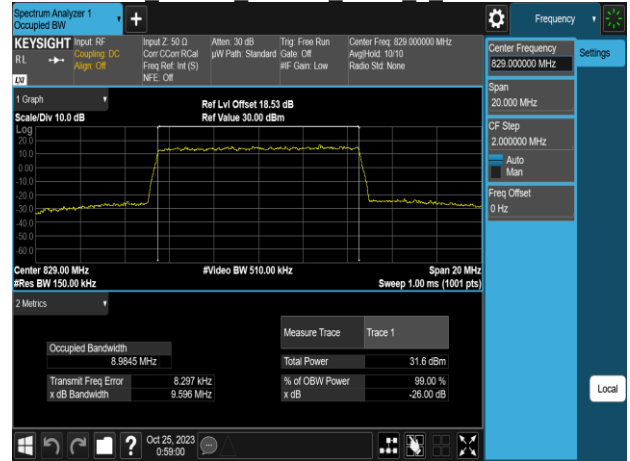 Spectrum Analyzer 1
Occupied BW
+
Frequency
KEYSIGHT
RL
LXI
Input: RF
Coupling: DC
Align: Off
Input Z: 50 Ω
Corr CCorr RCal
Freq Ref: Int (S)
NFE: Off
Atten: 30 dB
µW Path: Standard
Trig: Free Run
Gate: Off
#IF Gain: Low
Center Freq: 829.000000 MHz
Avg|Hold: 10/10
Radio Std: None
Center Frequency
829.000000 MHz
Settings
Span
20.000 MHz
CF Step
2.000000 MHz
Auto
Man
Freq Offset
0 Hz
Local
1 Graph
Scale/Div 10.0 dB
Ref Lvl Offset 18.53 dB
Ref Value 30.00 dBm
Log
20.0
10.0
0.00
-10.0
-20.0
-30.0
-40.0
-50.0
-60.0
Center 829.00 MHz
#Video BW 510.00 kHz
Span 20 MHz
#Res BW 150.00 kHz
Sweep 1.00 ms (1001 pts)
2 Metrics
Measure Trace Trace 1
Occupied Bandwidth
8.9845 MHz
Total Power 31.6 dBm
Transmit Freq Error 8.297 kHz
% of OBW Power 99.00 %
x dB Bandwidth 9.596 MHz
x dB -26.00 dB
?
Oct 25, 2023
0:59:00